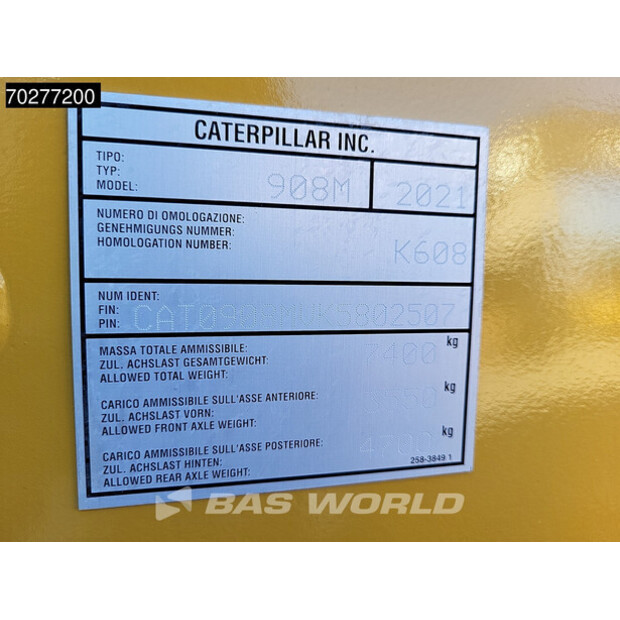 70277200
CATERPILLAR INC.
TIPO:
TYP:
MODEL: 908M 2021
NUMERO DI OMOLOGAZIONE:
GENEHMIGUNGS NUMMER:
HOMOLOGATION NUMBER: K608
NUM IDENT:
FIN:
PIN:
MASSA TOTALE AMMISSIBILE: kg
ZUL. ACHSLAST GESAMTGEWICHT: 7400
ALLOWED TOTAL WEIGHT:
CARICO AMMISSIBILE SULL'ASSE ANTERIORE: kg
ZUL. ACHSLAST VORN:
ALLOWED FRONT AXLE WEIGHT:
CARICO AMMISSIBILE SULL'ASSE POSTERIORE: kg
ZUL. ACHSLAST HINTEN:
ALLOWED REAR AXLE WEIGHT:
258-3849 1
BAS WORLD